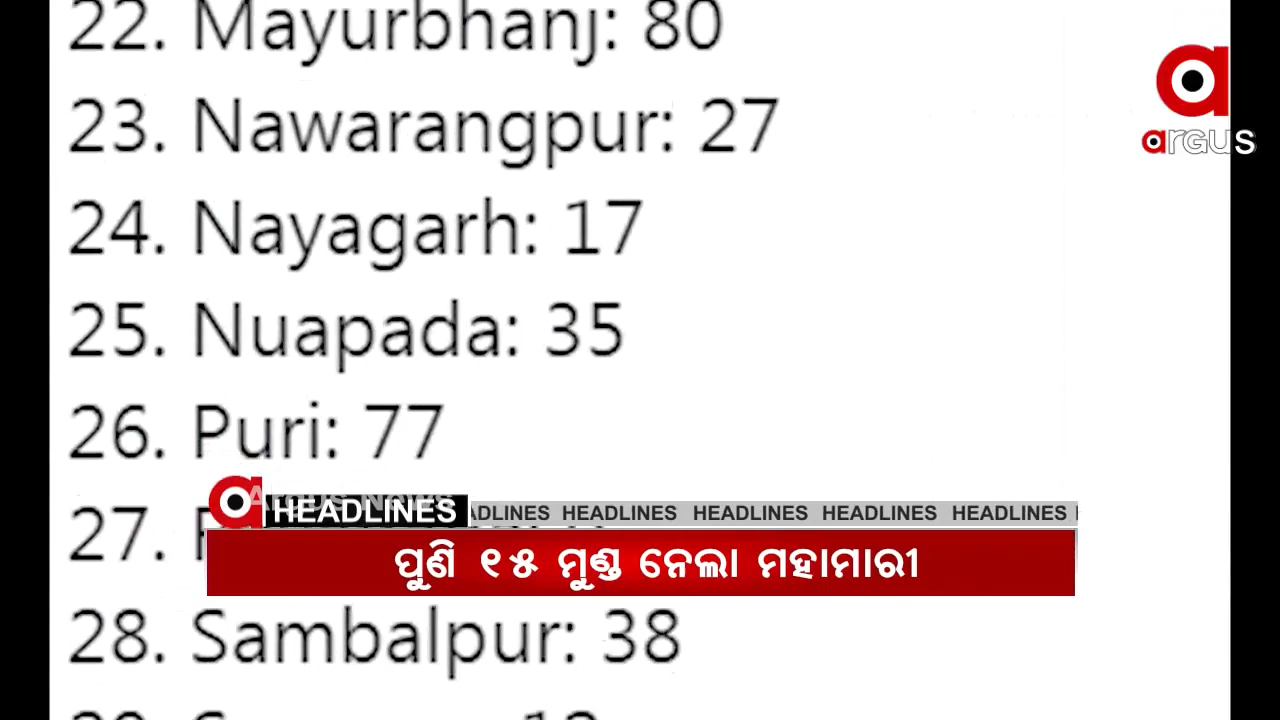 22. Mayurbhanj: 80
23. Nawarangpur: 27
24. Nayagarh: 17
25. Nuapada: 35
26. Puri: 77
27.
28. Sambalpur: 38
argus
HEADLINES
HEADLINES HEADLINES HEADLINES HEADLINES
ପୁଣି ୧୫ ମୁଣ୍ଡ ନେଲା ମହାମାରୀ